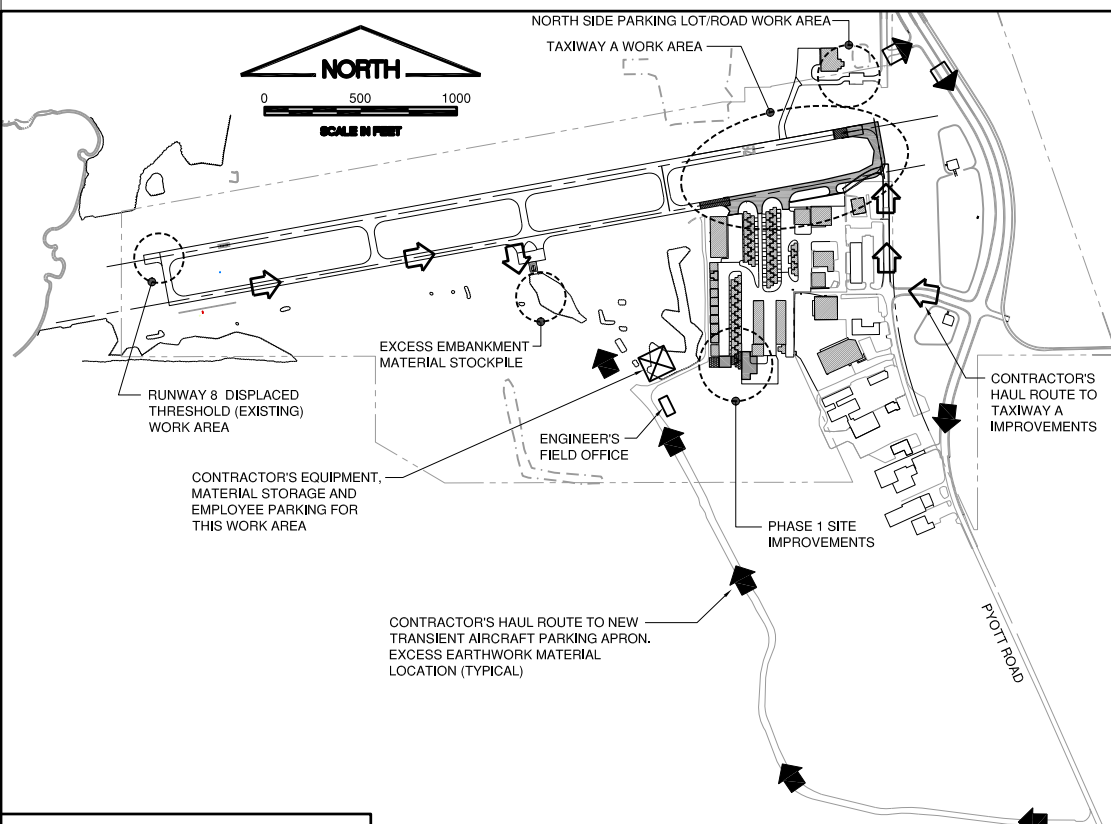 NORTH SIDE PARKING LOT/ROAD WORK AREA
TAXIWAY A WORK AREA
NORTH
0 500 1000
SCALE IN FEET
EXCESS EMBANKMENT
MATERIAL STOCKPILE
RUNWAY 8 DISPLACED
THRESHOLD (EXISTING)
WORK AREA
CONTRACTOR'S
HAUL ROUTE TO
TAXIWAY A
IMPROVEMENTS
ENGINEER'S
FIELD OFFICE
CONTRACTOR'S EQUIPMENT,
MATERIAL STORAGE AND
EMPLOYEE PARKING FOR
THIS WORK AREA
PHASE 1 SITE
IMPROVEMENTS
CONTRACTOR'S HAUL ROUTE TO NEW
TRANSIENT AIRCRAFT PARKING APRON.
EXCESS EARTHWORK MATERIAL
LOCATION (TYPICAL)
PYOTT ROAD